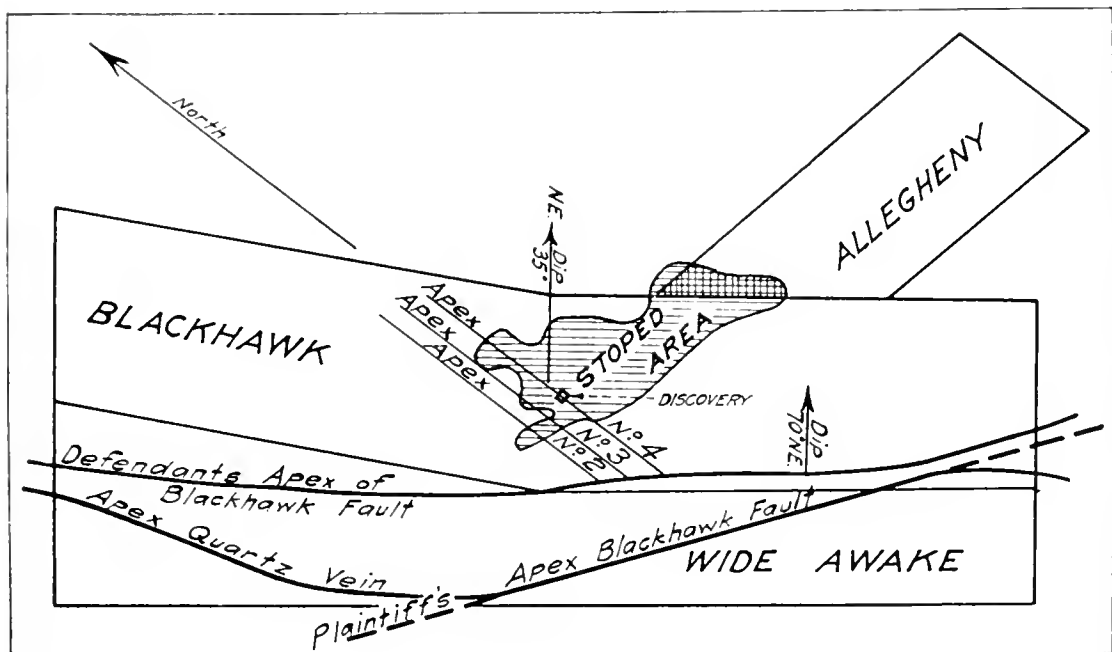 North
ALLEGHENY
NE.
Dip
35°
BLACKHAWK
Apex
Apex
Apex
STOPED
AREA
DISCOVERY
No. 4
No. 3
No. 2
Dip
70° NE.
Defendants Apex of
Blackhawk Fault
Apex Quartz Vein
Plaintiff's Apex Blackhawk Fault
WIDE AWAKE